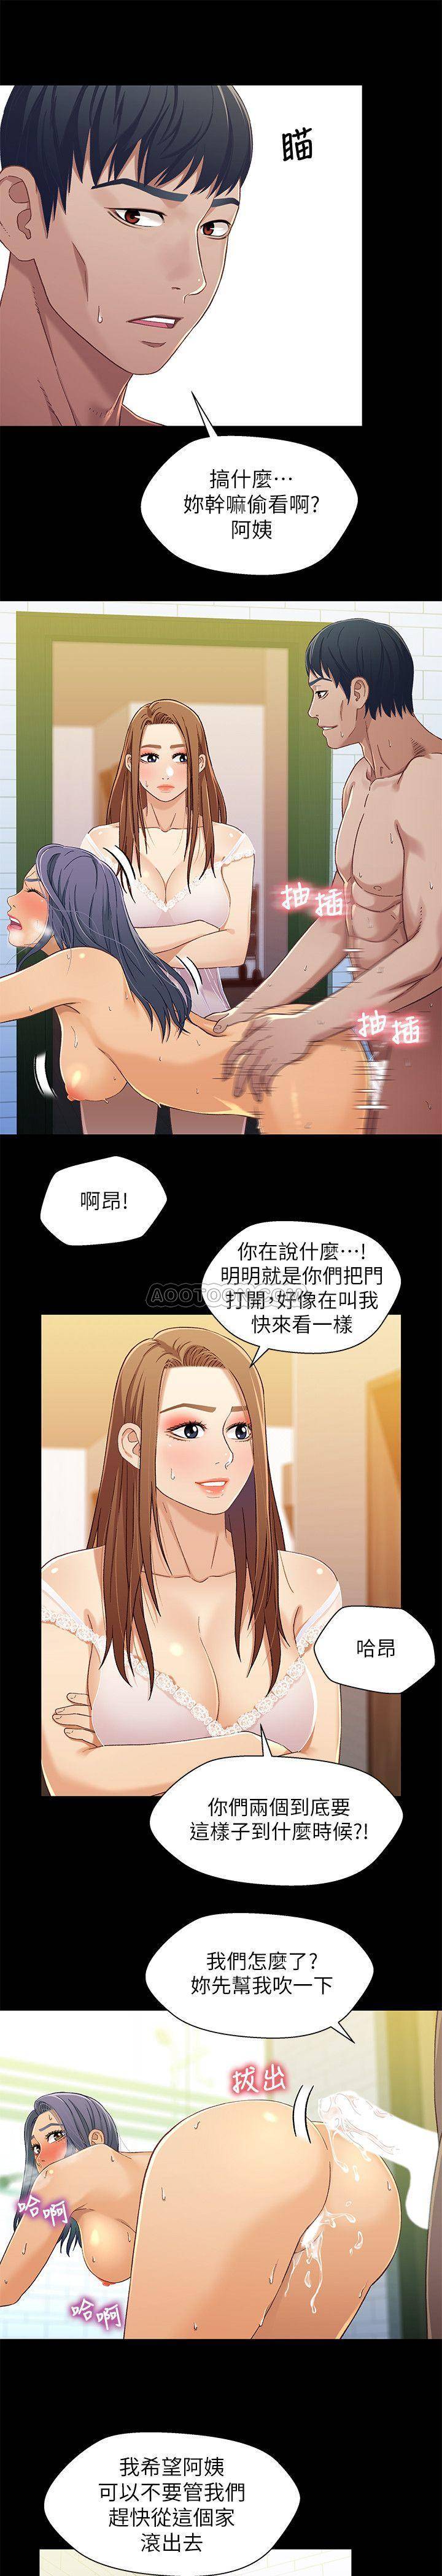 瞄
搞什麼…
妳幹嘛偷看啊?
阿姨
抽插
抽插
啊昂!
你在說什麼…!
明明就是你們把門
打開,好像在叫我
快來看一樣
AOOTOON.COM
哈昂
你們兩個到底要
這樣子到什麼時候?!
我們怎麼了?
妳先幫我吹一下
拔出
哈啊
哈啊
我希望阿姨
可以不要管我們
趕快從這個家
滾出去